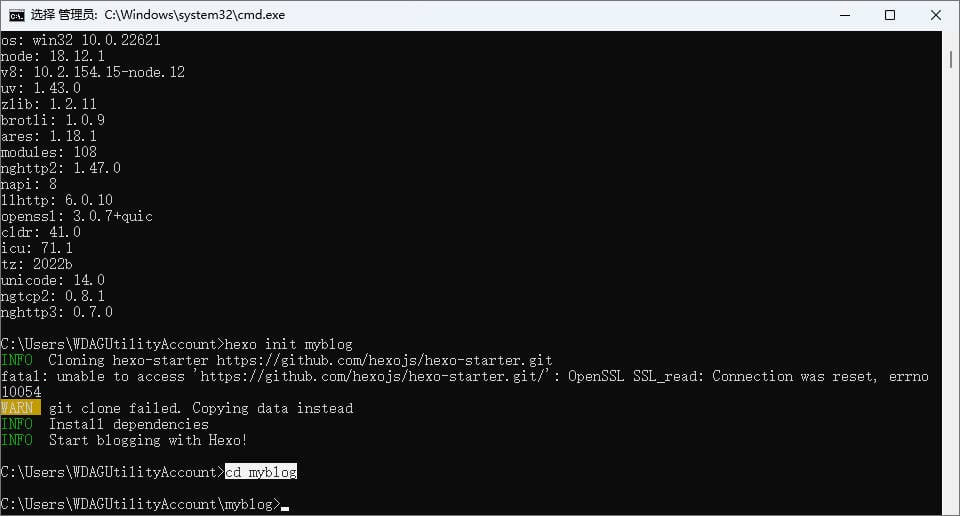 选择 管理员: C:\Windows\system32\cmd.exe
os: win32 10.0.22621
node: 18.12.1
v8: 10.2.154.15-node.12
uv: 1.43.0
zlib: 1.2.11
brotli: 1.0.9
ares: 1.18.1
modules: 108
nghttp2: 1.47.0
napi: 8
llhttp: 6.0.10
openssl: 3.0.7+quic
cldr: 41.0
icu: 71.1
tz: 2022b
unicode: 14.0
ngtcp2: 0.8.1
nghttp3: 0.7.0
C:\Users\WDAGUtilityAccount>hexo init myblog
INFO  Cloning hexo-starter https://github.com/hexojs/hexo-starter.git
fatal: unable to access 'https://github.com/hexojs/hexo-starter.git/': OpenSSL SSL_read: Connection was reset, errno
10054
WARN  git clone failed. Copying data instead
INFO  Install dependencies
INFO  Start blogging with Hexo!
C:\Users\WDAGUtilityAccount>cd myblog
C:\Users\WDAGUtilityAccount\myblog>